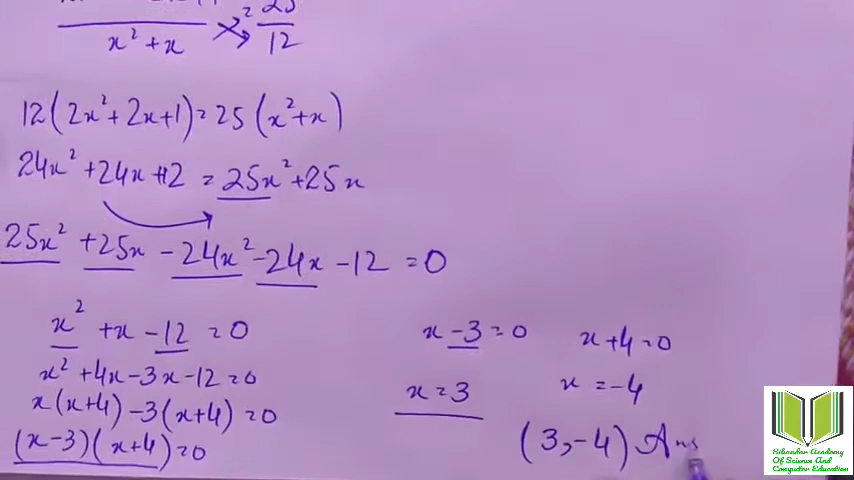 x² + x 12
12(2x²+2x+1) = 25(x²+x)
24x² +24x +12 = 25x² +25x
25x² +25x -24x² -24x -12 = 0
x² +x -12 = 0
x² +4x -3x -12 = 0
x(x+4) -3(x+4) = 0
(x-3)(x+4) = 0
x -3 = 0 x +4 = 0
x = 3 x = -4
(3,-4) Ans
Sikandar Academy
Of Science And
Computer Education